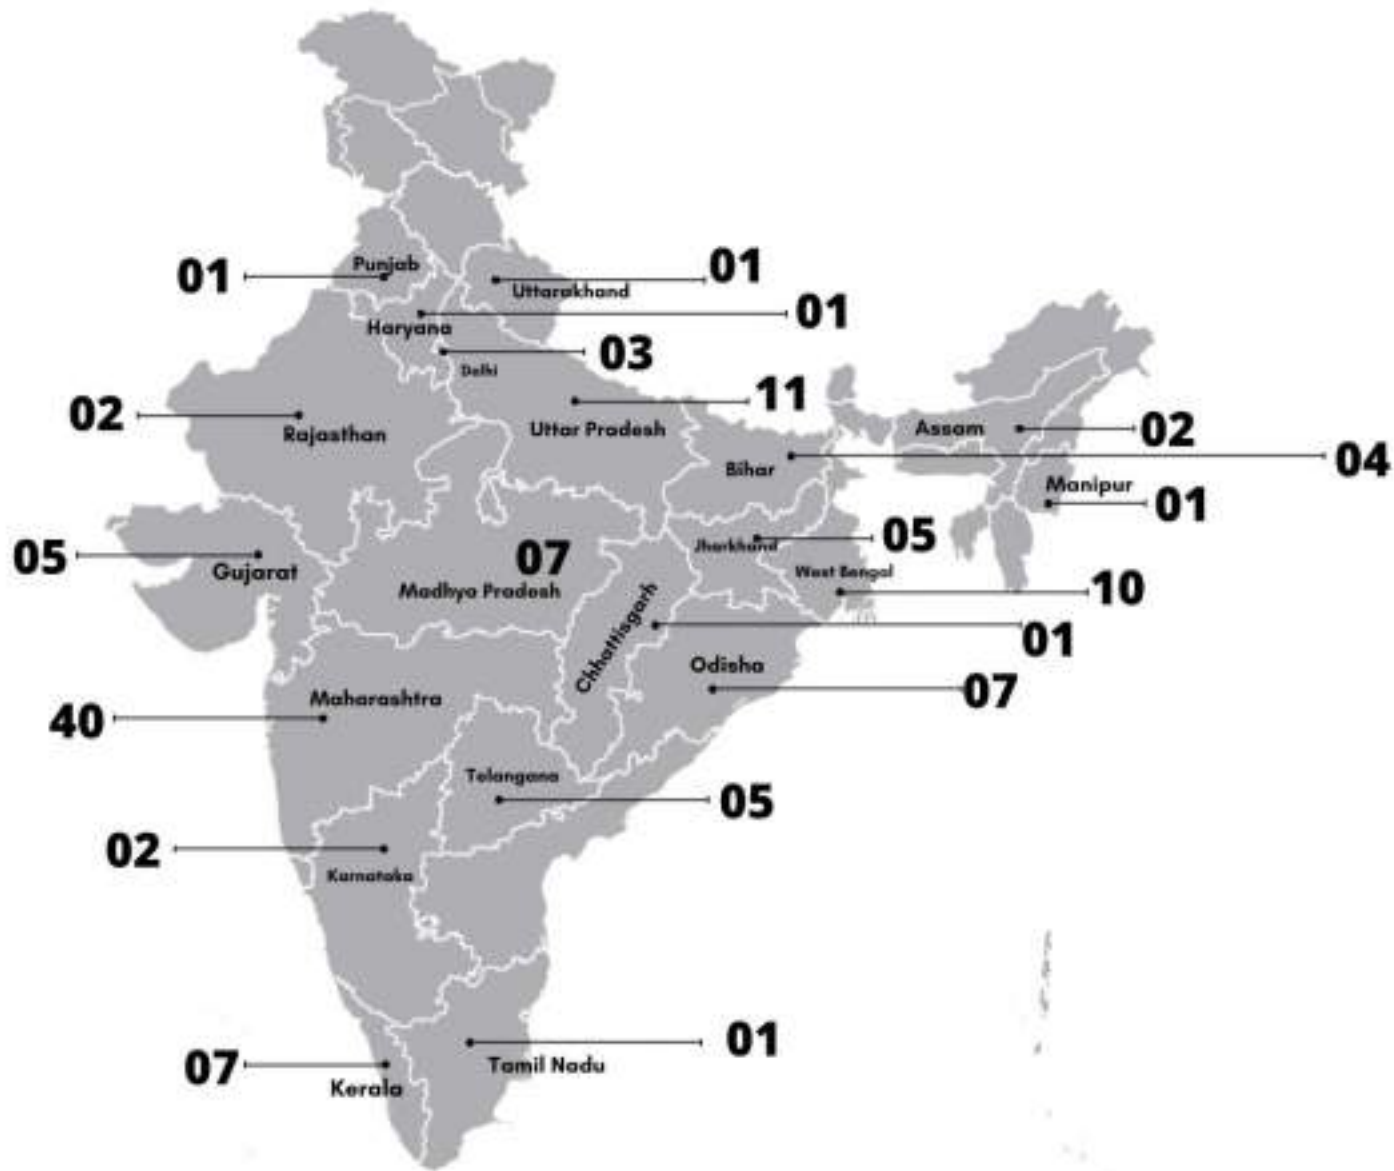 Punjab
01
01
Uttarakhand
01
Haryana
03
Delhi
11
02
Rajasthan
Uttar Pradesh
Assam
02
04
Bihar
Manipur
01
05
Gujarat
07
Madhya Pradesh
Jharkhand
05
West Bengal
10
Chhattisgarh
01
Odisha
07
Maharashtra
40
Telangana
05
02
Karnataka
01
Tamil Nadu
07
Kerala